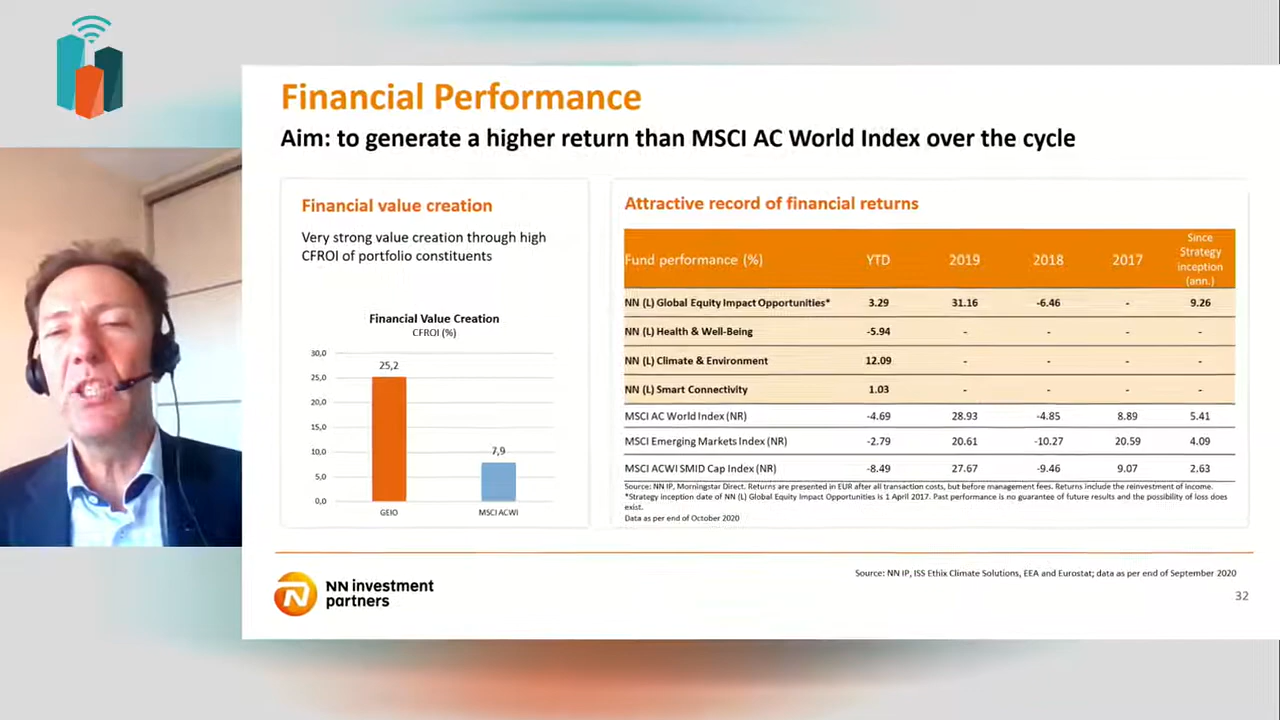 Financial Performance
Aim: to generate a higher return than MSCI AC World Index over the cycle
Financial value creation
Very strong value creation through high
CFROI of portfolio constituents
Financial Value Creation
CFROI (%)
30,0
25,0
20,0
15,0
10,0
5,0
0,0
25,2
7,9
GEIO
MSCI ACWI
Attractive record of financial returns
Fund performance (%) YTD 2019 2018 2017 Since
Strategy
inception
(ann.)
NN (L) Global Equity Impact Opportunities* 3.29 31.16 -6.46 - 9.26
NN (L) Health & Well-Being -5.94 - - - -
NN (L) Climate & Environment 12.09 - - - -
NN (L) Smart Connectivity 1.03 - - - -
MSCI AC World Index (NR) -4.69 28.93 -4.85 8.89 5.41
MSCI Emerging Markets Index (NR) -2.79 20.61 -10.27 20.59 4.09
MSCI ACWI SMID Cap Index (NR) -8.49 27.67 -9.46 9.07 2.63
Source: NN IP, Morningstar Direct. Returns are presented in EUR after all transaction costs, but before management fees. Returns include the reinvestment of income.
*Strategy inception date of NN (L) Global Equity Impact Opportunities is 1 April 2017. Past performance is no guarantee of future results and the possibility of loss does
exist.
Data as per end of October 2020
Source: NN IP, ISS Ethix Climate Solutions, EEA and Eurostat; data as per end of September 2020
32
N
NN investment
partners